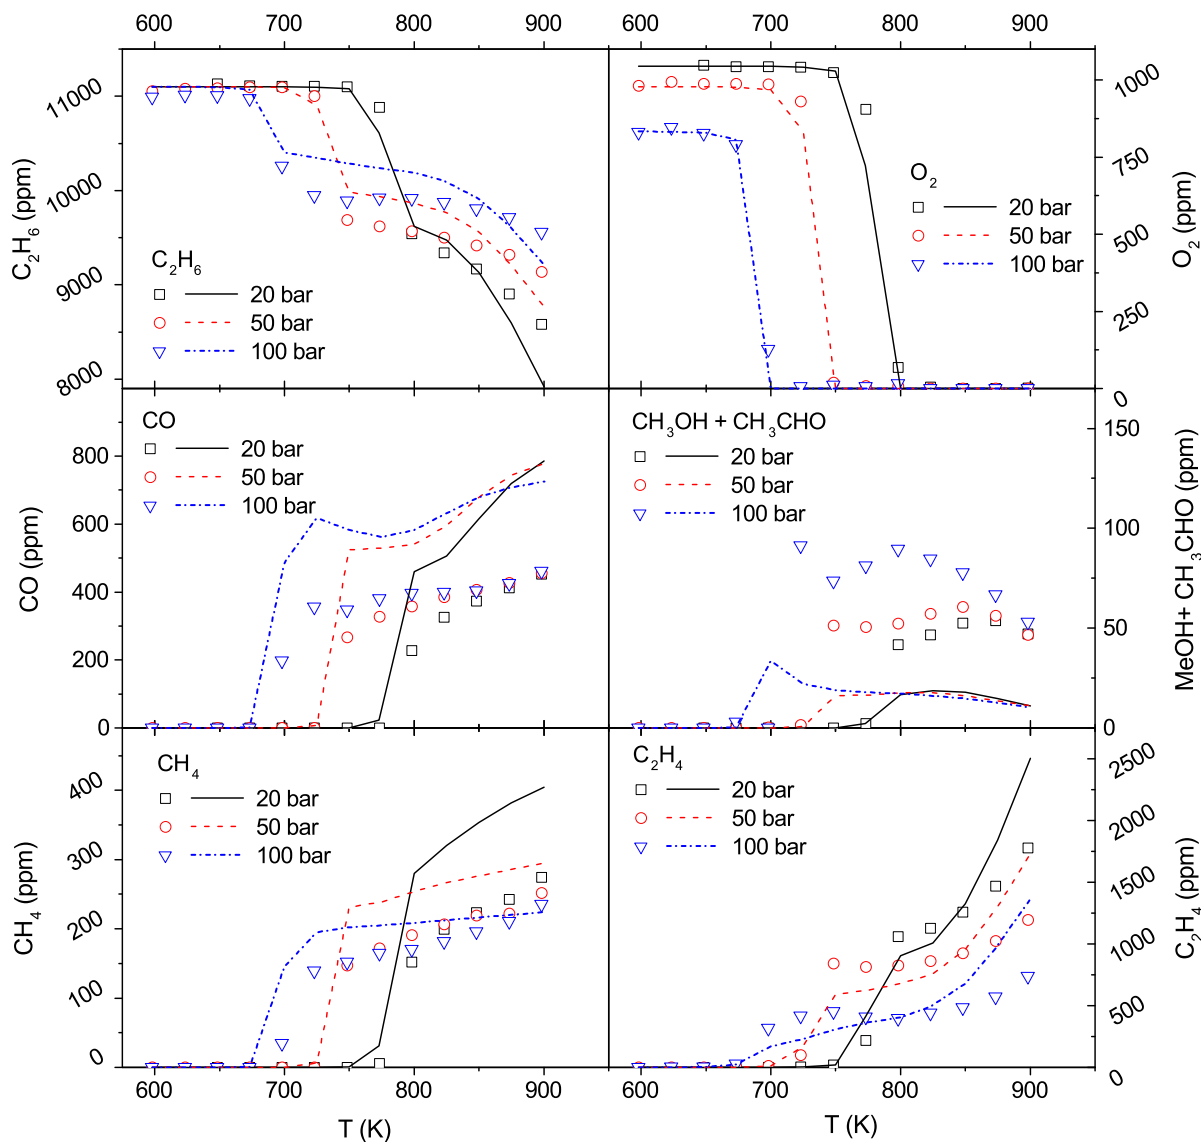 600 700 800 900 600 700 800 900
11000
10000
9000
8000
C₂H₆ (ppm)
C₂H₆
20 bar
50 bar
100 bar
O₂
20 bar
50 bar
100 bar
1000
750
500
250
0
O₂ (ppm)
800
600
400
200
0
CO (ppm)
CO
20 bar
50 bar
100 bar
CH₃OH + CH₃CHO
20 bar
50 bar
100 bar
150
100
50
0
MeOH+ CH₃CHO (ppm)
400
300
200
100
0
CH₄ (ppm)
CH₄
20 bar
50 bar
100 bar
C₂H₄
20 bar
50 bar
100 bar
2500
2000
1500
1000
500
0
C₂H₄ (ppm)
600 700 800 900 600 700 800 900
T (K) T (K)